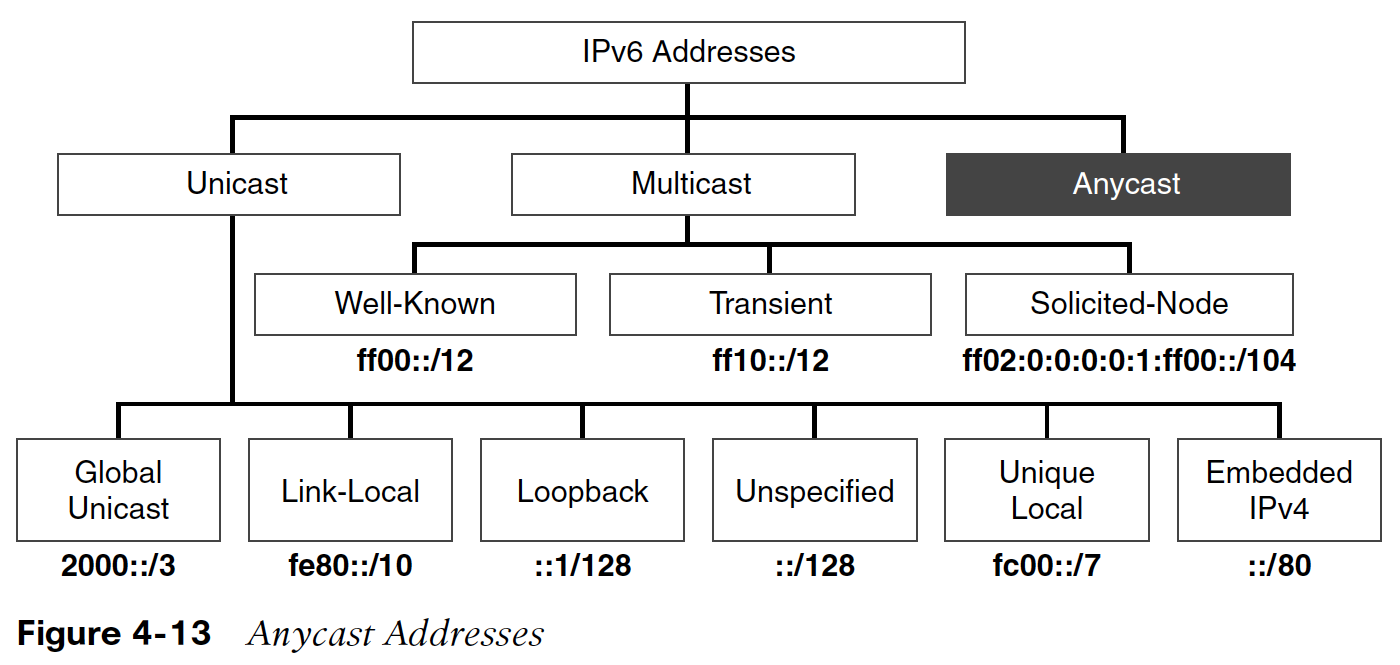 IPv6 Addresses
Unicast
Multicast
Anycast
Well-Known
Transient
Solicited-Node
ff00::/12
ff10::/12
ff02:0:0:0:0:1:ff00::/104
Global
Unicast
Link-Local
Loopback
Unspecified
Unique
Local
Embedded
IPv4
2000::/3
fe80::/10
::1/128
::/128
fc00::/7
::/80
Figure 4-13 Anycast Addresses